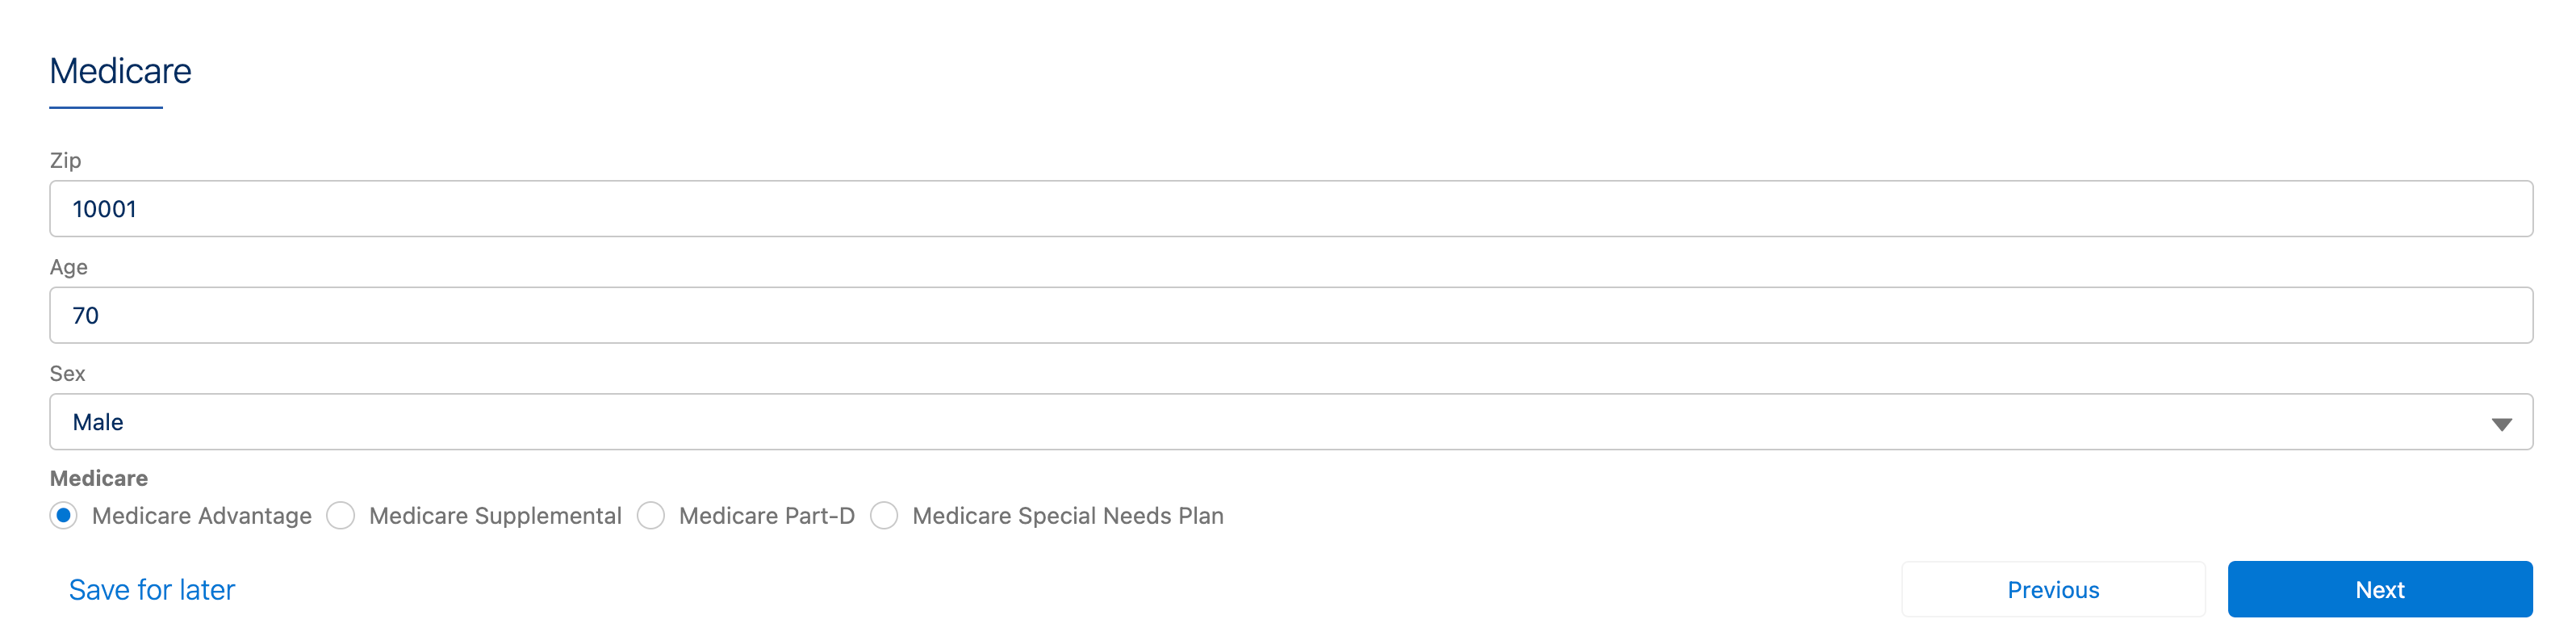 Medicare
Zip
10001
Age
70
Sex
Male
Medicare
Medicare Advantage Medicare Supplemental Medicare Part-D Medicare Special Needs Plan
Save for later Previous Next